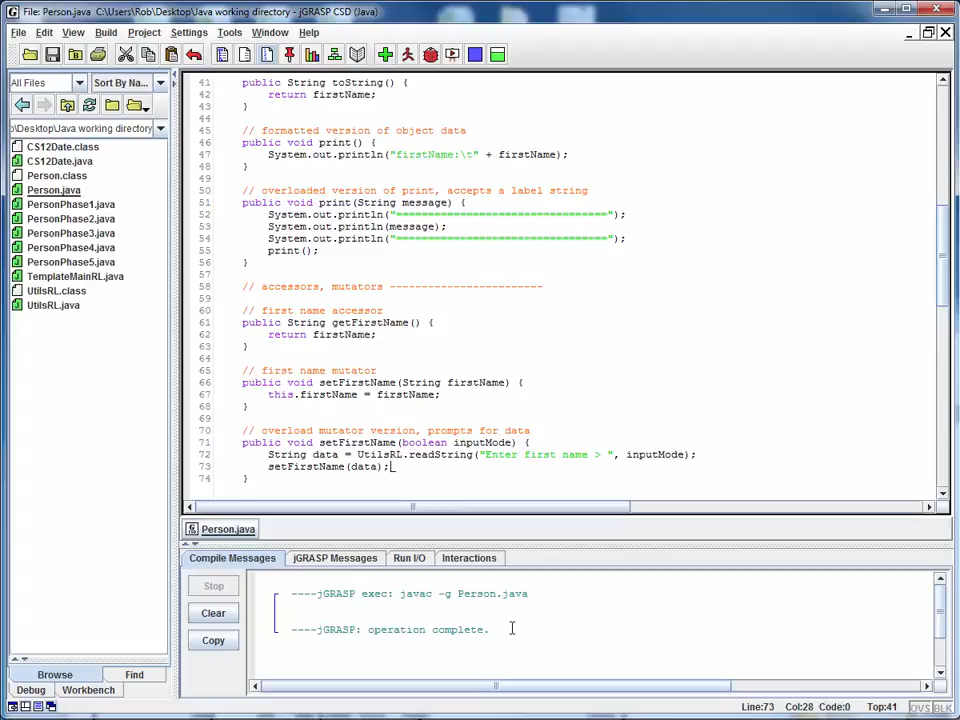 File: Person.java C:\Users\Rob\Desktop\Java working directory - jGRASP CSD (Java)
File Edit View Build Project Settings Tools Window Help
All Files Sort By Na...
o\Desktop\Java working directory
CS12Date.class
CS12Date.java
Person.class
Person.java
PersonPhase1.java
PersonPhase2.java
PersonPhase3.java
PersonPhase4.java
PersonPhase5.java
TemplateMainRL.java
UtilsRL.class
UtilsRL.java
Browse Find
Debug Workbench
41 public String toString() {
42 return firstName;
43 }
44
45 // formatted version of object data
46 public void print() {
47 System.out.println("firstName:\t" + firstName);
48 }
49
50 // overloaded version of print, accepts a label string
51 public void print(String message) {
52 System.out.println("=================================");
53 System.out.println(message);
54 System.out.println("=================================");
55 print();
56 }
57
58 // accessors, mutators ------------------------
59
60 // first name accessor
61 public String getFirstName() {
62 return firstName;
63 }
64
65 // first name mutator
66 public void setFirstName(String firstName) {
67 this.firstName = firstName;
68 }
69
70 // overload mutator version, prompts for data
71 public void setFirstName(boolean inputMode) {
72 String data = UtilsRL.readString("Enter first name > ", inputMode);
73 setFirstName(data);
74 }
Person.java
Compile Messages jGRASP Messages Run I/O Interactions
Stop
Clear
Copy
----jGRASP exec: javac -g Person.java
----jGRASP: operation complete.
Line:73 Col:28 Code:0 Top:41 OVS BLK